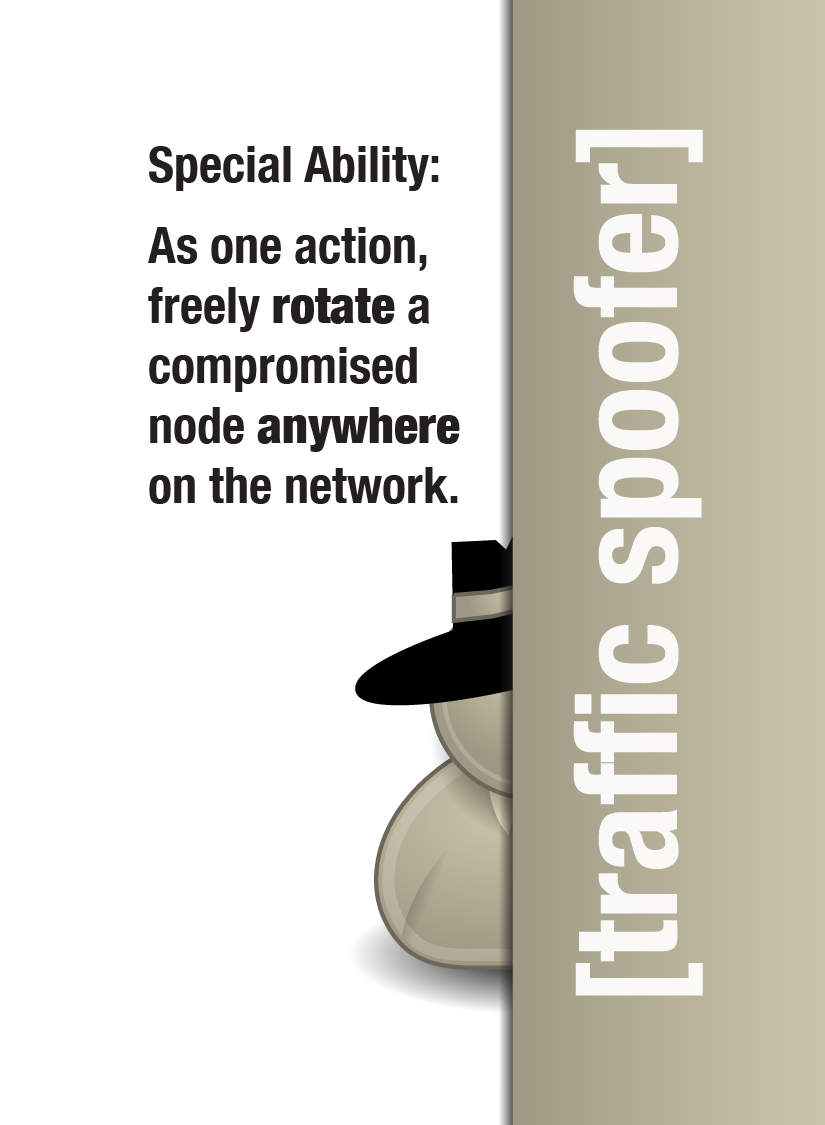 Special Ability:
As one action,
freely rotate a
compromised
node anywhere
on the network.
[traffic spoofer]